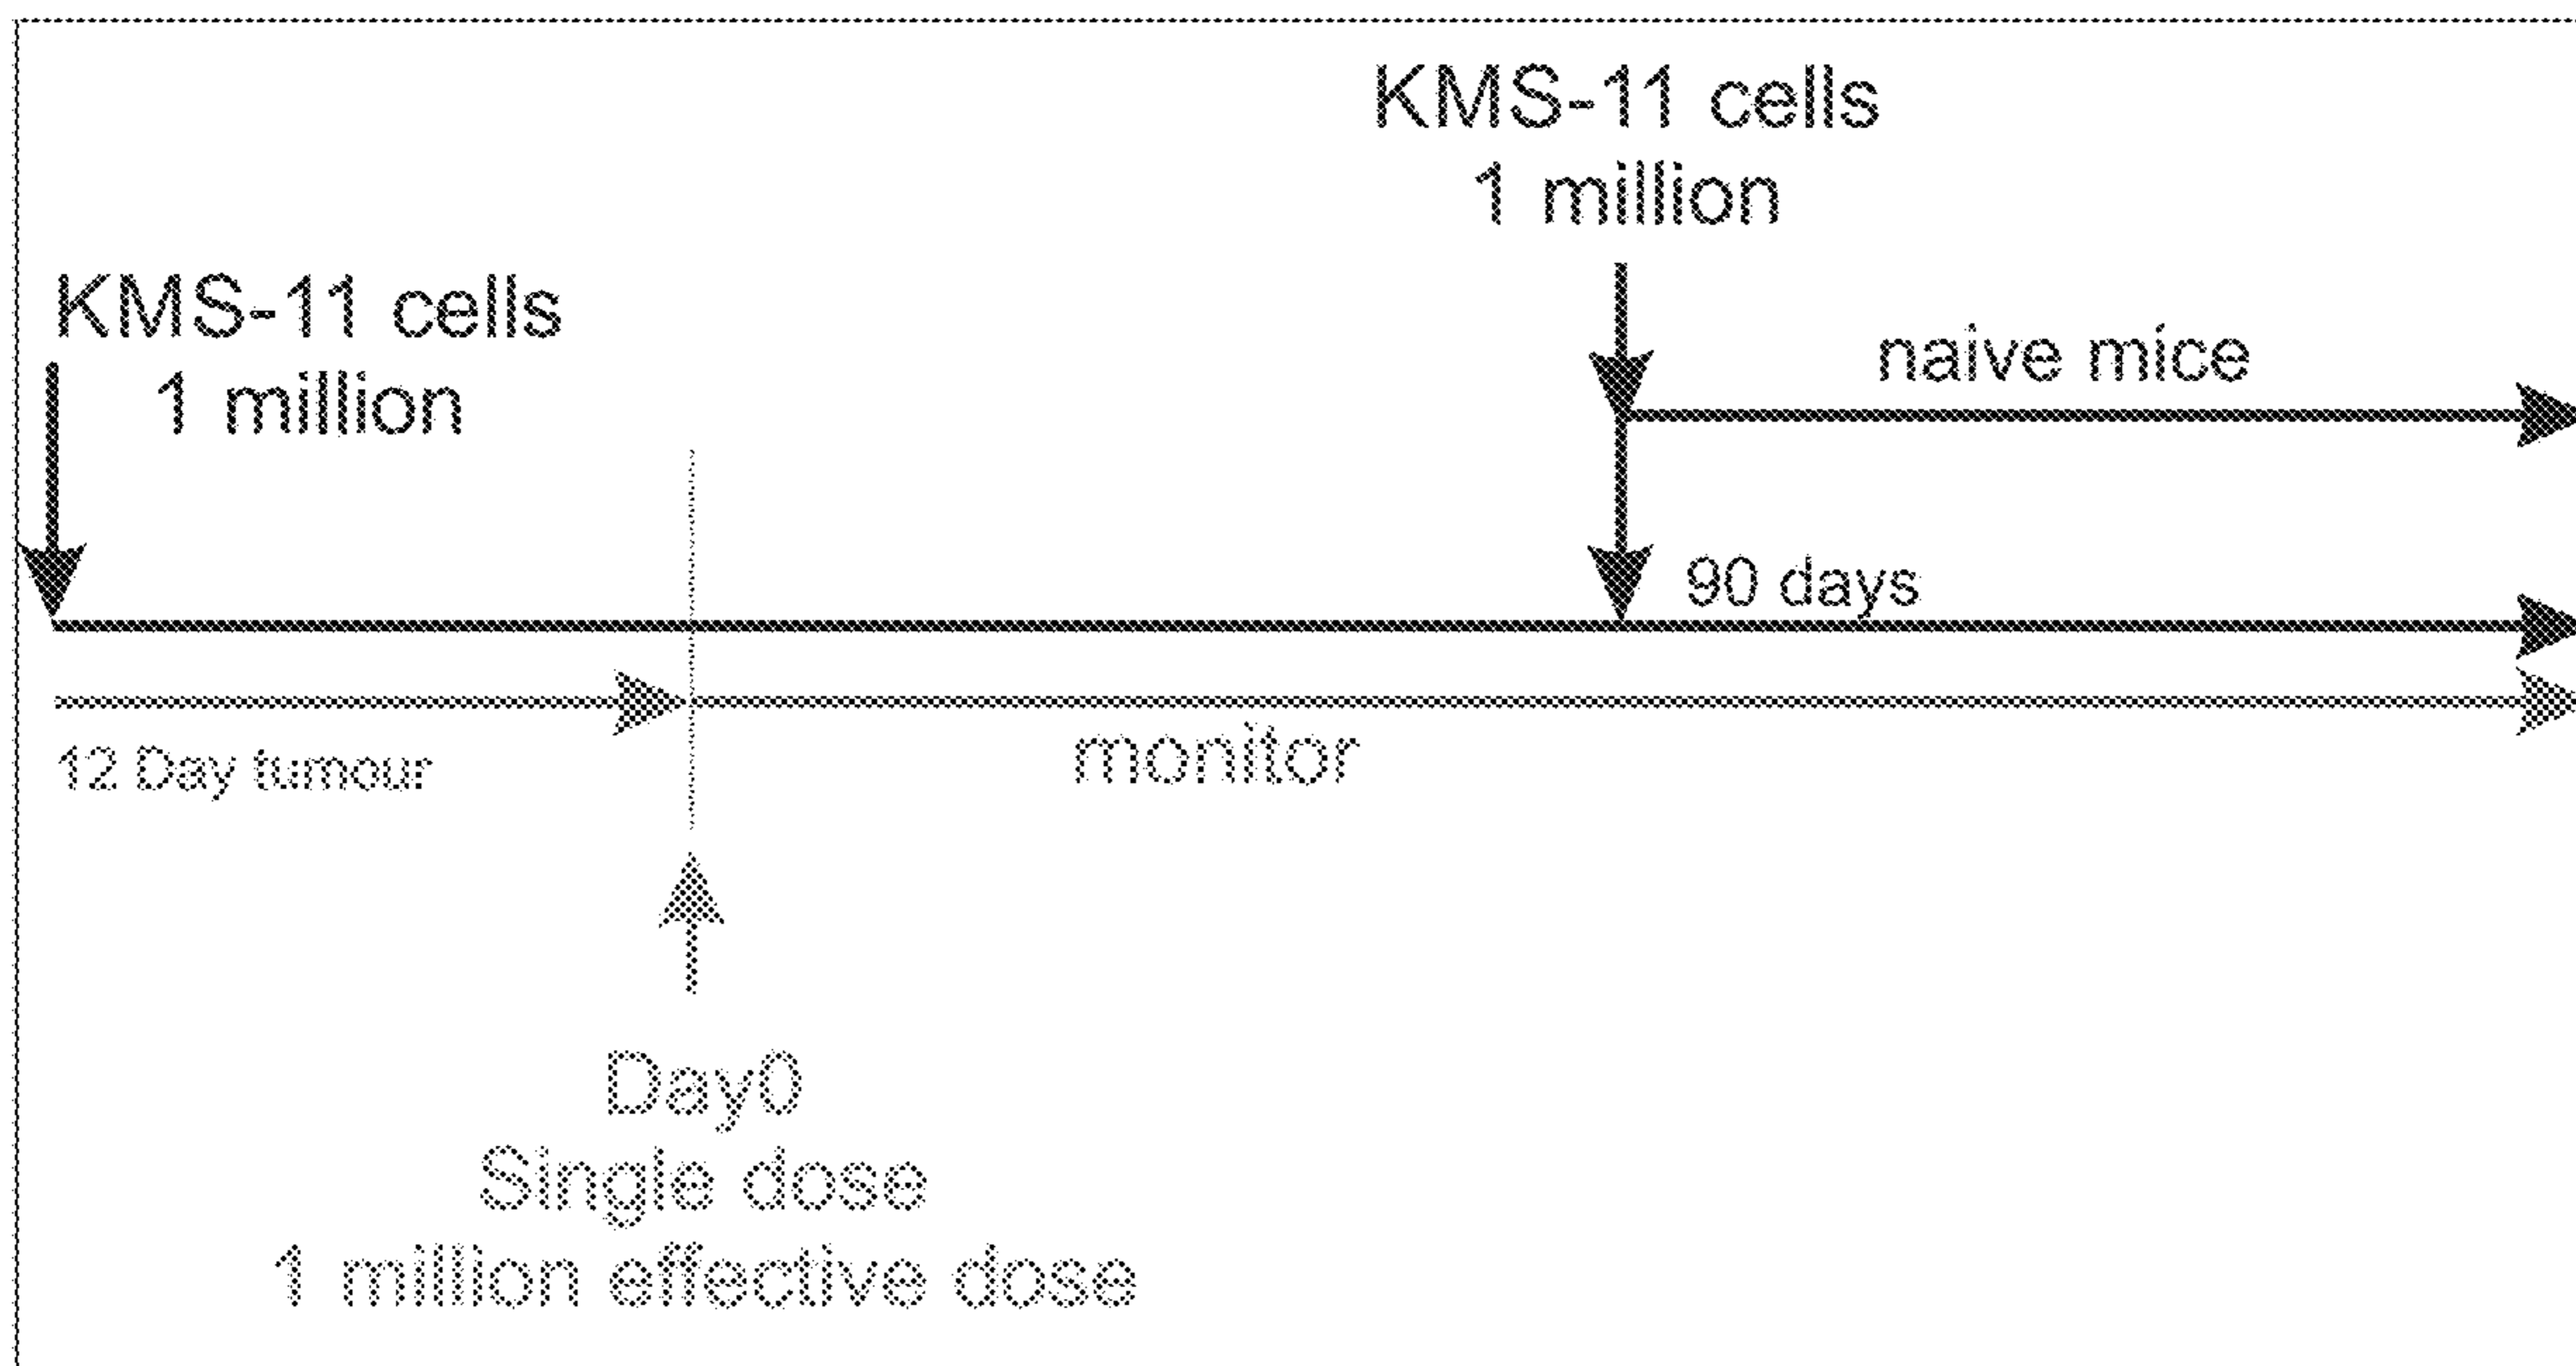 KMS-11 cells
1 million
KMS-11 cells
1 million
naive mice
90 days
12 Day tumour
monitor
Day0
Single dose
1 million effective dose